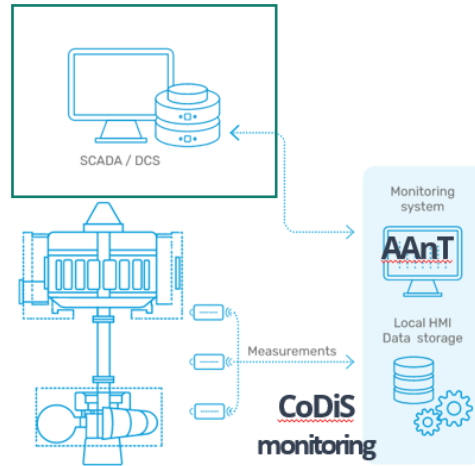 SCADA / DCS
Monitoring
system
AAnT
Local HMI
Data storage
Measurements
CoDiS
monitoring